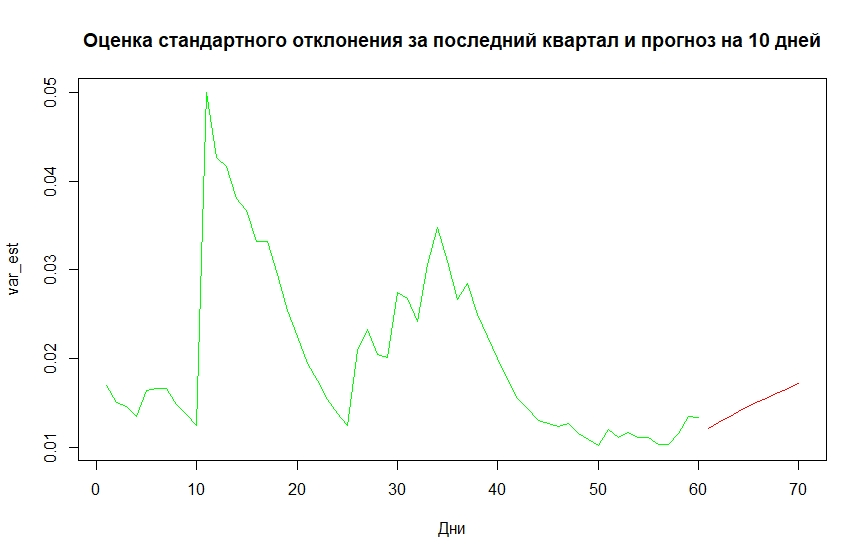 Оценка стандартного отклонения за последний квартал и прогноз на 10 дней
0.05
0.04
0.03
0.02
0.01
var_est
0 10 20 30 40 50 60 70
Дни